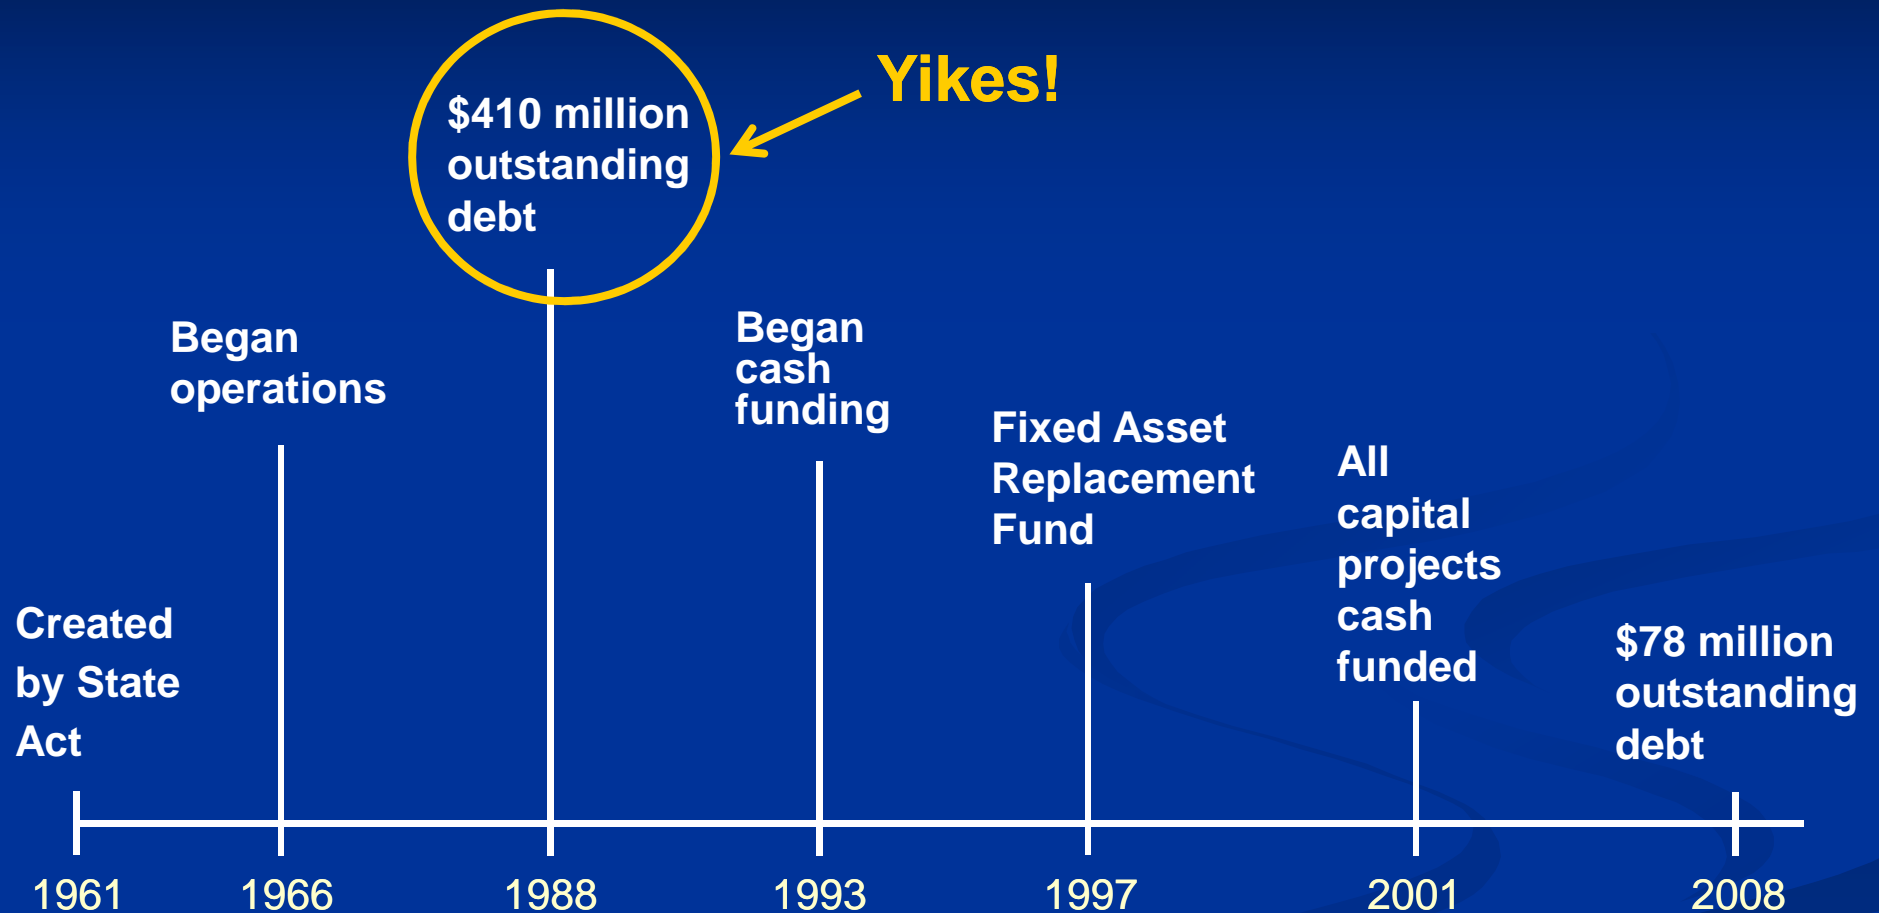 Yikes!
$410 million
outstanding
debt
Began
operations
Began
cash
funding
Fixed Asset
Replacement
Fund
All
capital
projects
cash
funded
Created
by State
Act
$78 million
outstanding
debt
1961 1966 1988 1993 1997 2001 2008